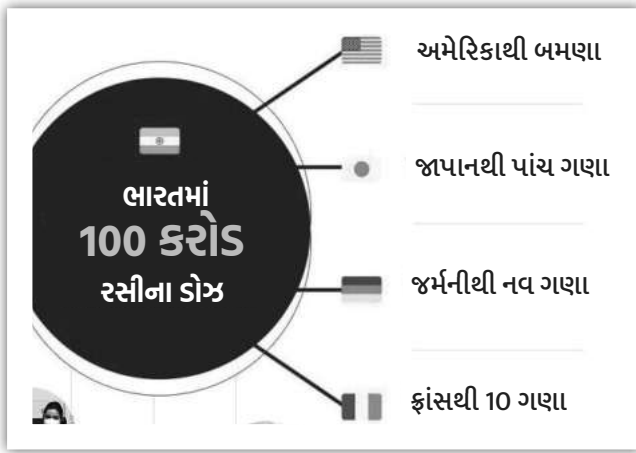 ભારતમાં
100 કરોડ
રસીના ડોઝ
અમેરિકાથી બમણા
જાપાનથી પાંચ ગણા
જર્મનીથી નવ ગણા
ફ્રાંસથી 10 ગણા